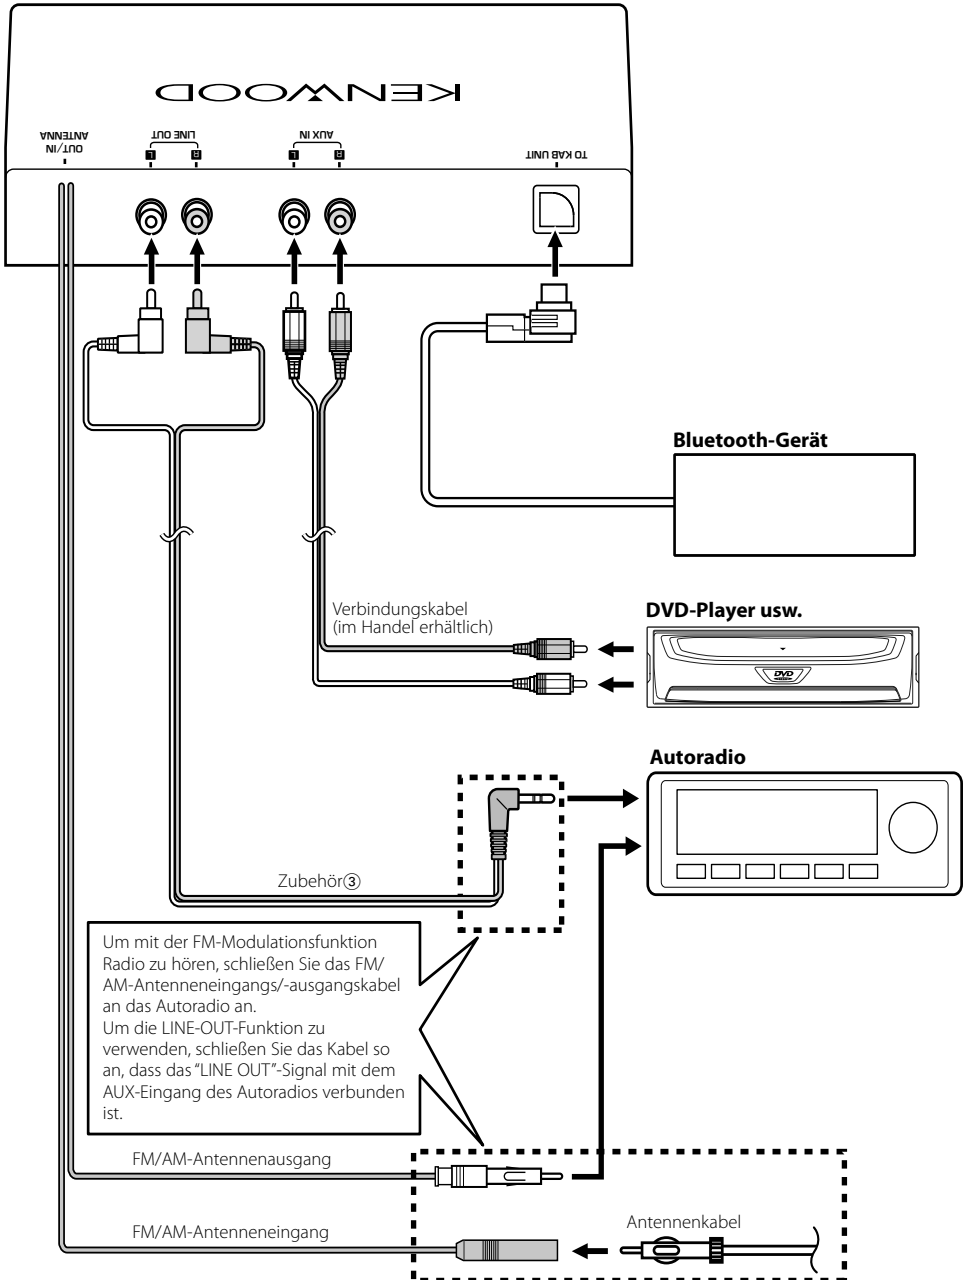 KENWOOD
OUT/IN
ANTENNA
LINE OUT
L
R
AUX IN
L
R
TO KAB UNIT
Bluetooth-Gerät
Verbindungskabel
(im Handel erhältlich)
DVD-Player usw.
DVD
Autoradio
Zubehör③
Um mit der FM-Modulationsfunktion
Radio zu hören, schließen Sie das FM/
AM-Antenneneingangs/-ausgangskabel
an das Autoradio an.
Um die LINE-OUT-Funktion zu
verwenden, schließen Sie das Kabel so
an, dass das “LINE OUT”-Signal mit dem
AUX-Eingang des Autoradios verbunden
ist.
FM/AM-Antennenausgang
FM/AM-Antenneneingang
Antennenkabel